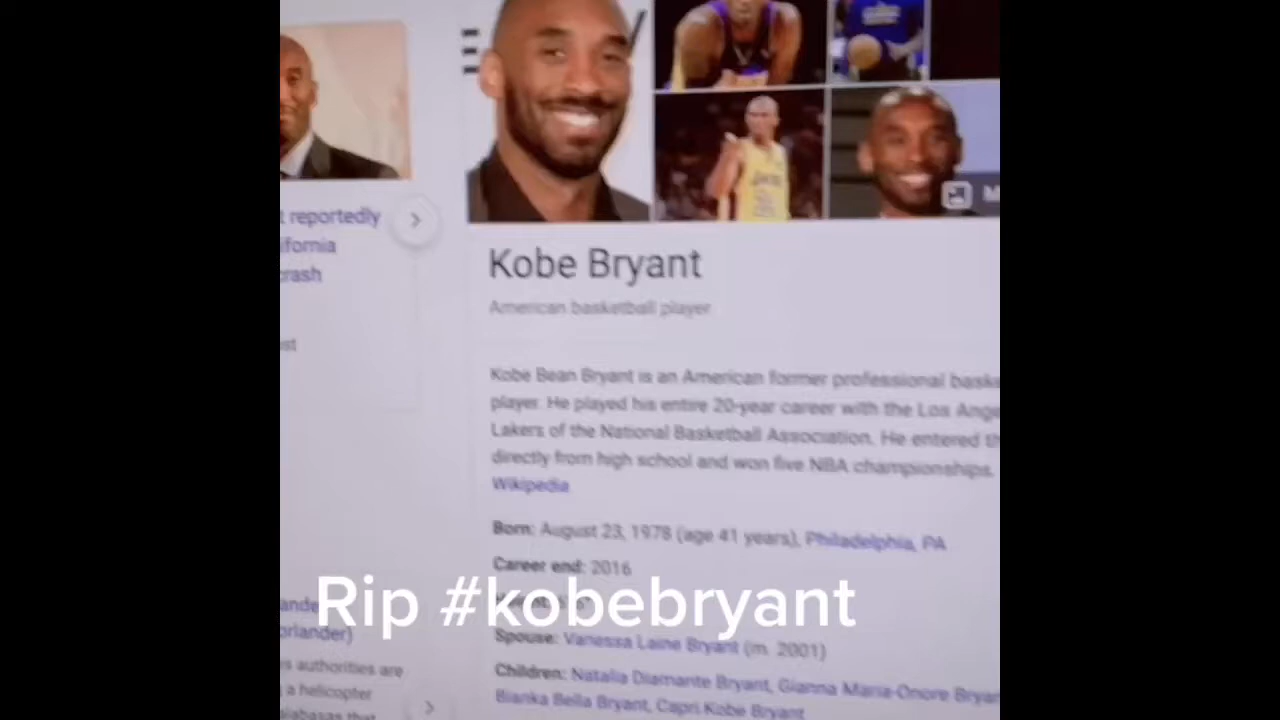 t reportedly
ifornia
crash
Kobe Bryant
American basketball player
Kobe Bean Bryant is an American former professional baske
player. He played his entire 20-year career with the Los Ange
Lakers of the National Basketball Association. He entered th
directly from high school and won five NBA championships.
Wikipedia
Born: August 23, 1978 (age 41 years), Philadelphia, PA
Career end: 2016
Rip #kobebryant
Spouse: Vanessa Laine Bryant (m. 2001)
Children: Natalia Diamante Bryant, Gianna Maria-Onore Bryan
Bianka Bella Bryant, Capri Kobe Bryant
ande
orlander)
s authorities are
a helicopter